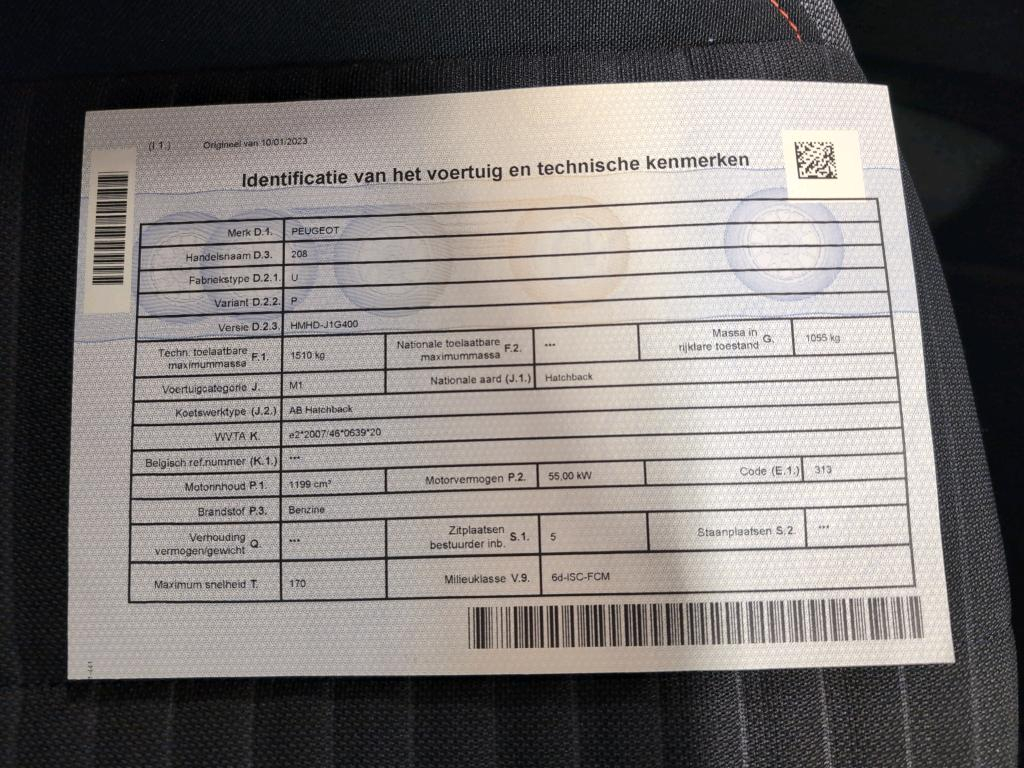 (I 1.) Origineel van 10/01/2023
Identificatie van het voertuig en technische kenmerken
Merk D.1. PEUGEOT
Handelsnaam D.3. 208
Fabriekstype D.2.1. U
Variant D.2.2. P
Versie D.2.3. HMHD-J1G400
Techn. toelaatbare maximummassa F.1. 1510 kg Nationale toelaatbare maximummassa F.2. *** Massa in rijklare toestand G. 1055 kg
Voertuigcategorie J. M1 Nationale aard (J.1.) Hatchback
Koetswerktype (J.2.) AB Hatchback
WVTA K. e2*2007/46*0639*20
Belgisch ref.nummer (K.1.) ***
Motorinhoud P.1. 1199 cm³ Motorvermogen P.2. 55,00 kW Code (E.1.) 313
Brandstof P.3. Benzine
Verhouding vermogen/gewicht Q. *** Zitplaatsen bestuurder inb. S.1. 5 Staanplaatsen S.2. ***
Maximum snelheid T. 170 Milieuklasse V.9. 6d-ISC-FCM